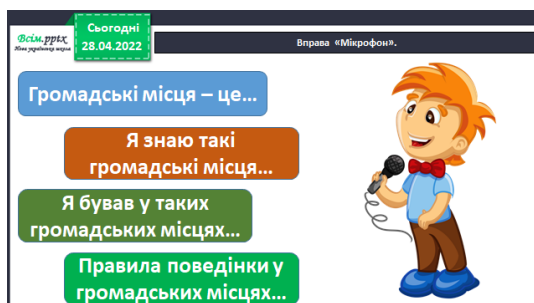 Всім.pptx
Нова українська школа
Сьогодні
28.04.2022
Вправа «Мікрофон».
Громадські місця – це…
Я знаю такі
громадські місця…
Я бував у таких
громадських місцях…
Правила поведінки у
громадських місцях…